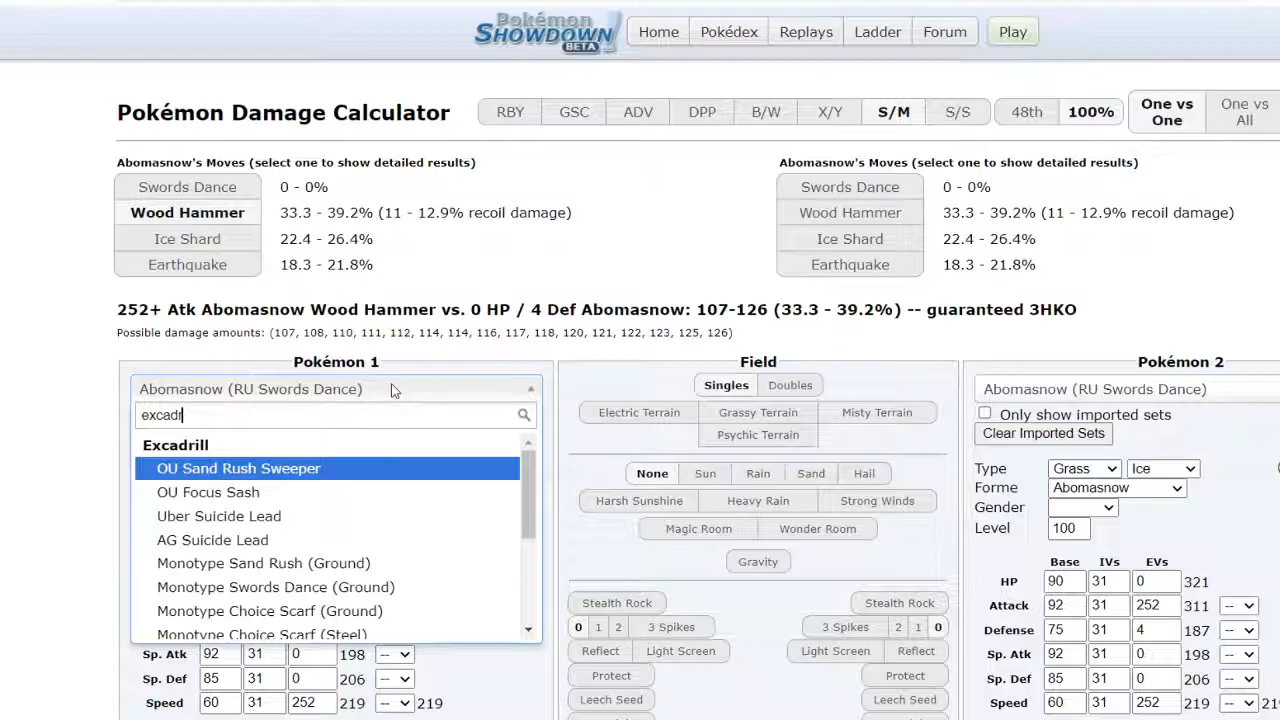 Pokémon
SHOWDOWN!
BETA
Home Pokédex Replays Ladder Forum Play
Pokémon Damage Calculator
RBY GSC ADV DPP B/W X/Y S/M S/S 48th 100% One vs One One vs All
Abomasnow's Moves (select one to show detailed results)
Swords Dance 0 - 0%
Wood Hammer 33.3 - 39.2% (11 - 12.9% recoil damage)
Ice Shard 22.4 - 26.4%
Earthquake 18.3 - 21.8%
Abomasnow's Moves (select one to show detailed results)
Swords Dance 0 - 0%
Wood Hammer 33.3 - 39.2% (11 - 12.9% recoil damage)
Ice Shard 22.4 - 26.4%
Earthquake 18.3 - 21.8%
252+ Atk Abomasnow Wood Hammer vs. 0 HP / 4 Def Abomasnow: 107-126 (33.3 - 39.2%) -- guaranteed 3HKO
Possible damage amounts: (107, 108, 110, 111, 112, 114, 114, 116, 117, 118, 120, 121, 122, 123, 125, 126)
Pokémon 1
Abomasnow (RU Swords Dance)
excadr
Excadrill
OU Sand Rush Sweeper
OU Focus Sash
Uber Suicide Lead
AG Suicide Lead
Monotype Sand Rush (Ground)
Monotype Swords Dance (Ground)
Monotype Choice Scarf (Ground)
Monotype Choice Scarf (Steel)
Sp. Atk 92 31 0 198 --
Sp. Def 85 31 0 206 --
Speed 60 31 252 219 -- 219
Field
Singles Doubles
Electric Terrain Grassy Terrain Misty Terrain
Psychic Terrain
None Sun Rain Sand Hail
Harsh Sunshine Heavy Rain Strong Winds
Magic Room Wonder Room
Gravity
Stealth Rock Stealth Rock
0 1 2 3 Spikes 3 Spikes 2 1 0
Reflect Light Screen Light Screen Reflect
Protect Protect
Leech Seed Leech Seed
Pokémon 2
Abomasnow (RU Swords Dance)
Only show imported sets
Clear Imported Sets
Type Grass Ice
Forme Abomasnow
Gender
Level 100
Base IVs EVs
HP 90 31 0 321
Attack 92 31 252 311 --
Defense 75 31 4 187 --
Sp. Atk 92 31 0 198 --
Sp. Def 85 31 0 206 --
Speed 60 31 252 219 --